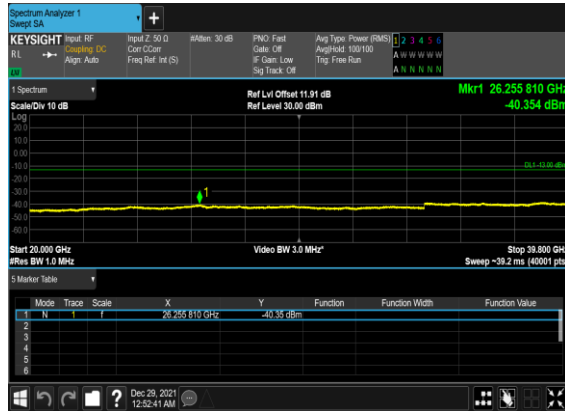 Spectrum Analyzer 1
Swept SA
+
KEYSIGHT Input: RF Input Z: 50 Ω #Atten: 30 dB PNO: Fast Avg Type: Power (RMS) 1 2 3 4 5 6
RL Coupling: DC Corr CCorr Gate: Off Avg|Hold: 100/100 A W W W W W
Align: Auto Freq Ref: Int (S) IF Gain: Low Trig: Free Run
Sig Track: Off A N N N N N
1 Spectrum Ref Lvl Offset 11.91 dB Mkr1 26.255 810 GHz
Scale/Div 10 dB Ref Level 30.00 dBm -40.354 dBm
Log
20.0
10.0
0.00
-10.0 DL1 -13.00 dBm
-20.0
-30.0
-40.0 1
-50.0
-60.0
Start 20.000 GHz Video BW 3.0 MHz* Stop 39.800 GHz
#Res BW 1.0 MHz Sweep ~39.2 ms (40001 pts)
5 Marker Table
Mode Trace Scale X Y Function Function Width Function Value
1 N 1 f 26.255 810 GHz -40.35 dBm
2
3
4
5
6
? Dec 29, 2021
12:52:41 AM